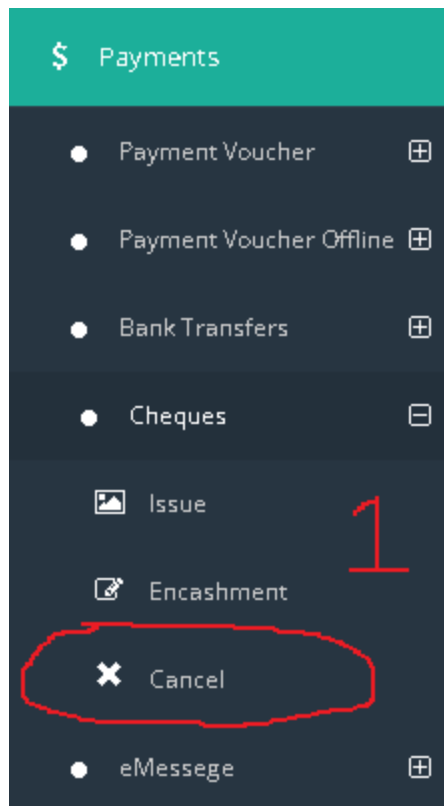 $ Payments
Payment Voucher
Payment Voucher Offline
Bank Transfers
Cheques
Issue
1
Encashment
Cancel
eMessege